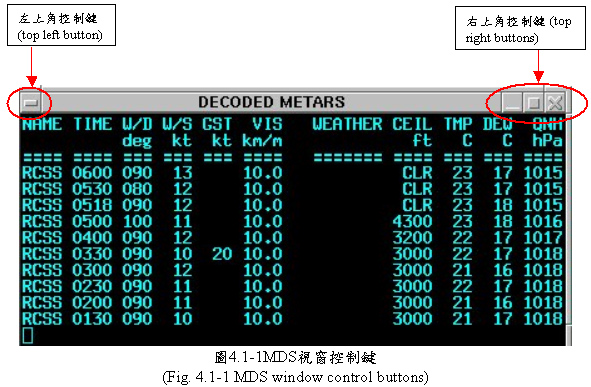 左上角控制鍵
(top left button)
右上角控制鍵 (top
right buttons)
DECODED METARS
NAME TIME W/D W/S GST VIS WEATHER CEIL TMP DEW QNH
deg kt kt km/m ft C C hPa
==== ==== === === === ==== ======= ==== === === ====
RCSS 0600 090 13 10.0 CLR 23 17 1015
RCSS 0530 080 12 10.0 CLR 23 17 1015
RCSS 0518 090 12 10.0 CLR 23 18 1015
RCSS 0500 100 11 10.0 4300 23 18 1016
RCSS 0400 090 12 10.0 3200 22 17 1017
RCSS 0330 090 10 20 10.0 3000 22 17 1018
RCSS 0300 090 12 10.0 3000 21 16 1018
RCSS 0230 090 11 10.0 3000 22 17 1018
RCSS 0200 090 11 10.0 3000 21 16 1018
RCSS 0130 090 10 10.0 3000 21 17 1018
圖4.1-1MDS視窗控制鍵
(Fig. 4.1-1 MDS window control buttons)